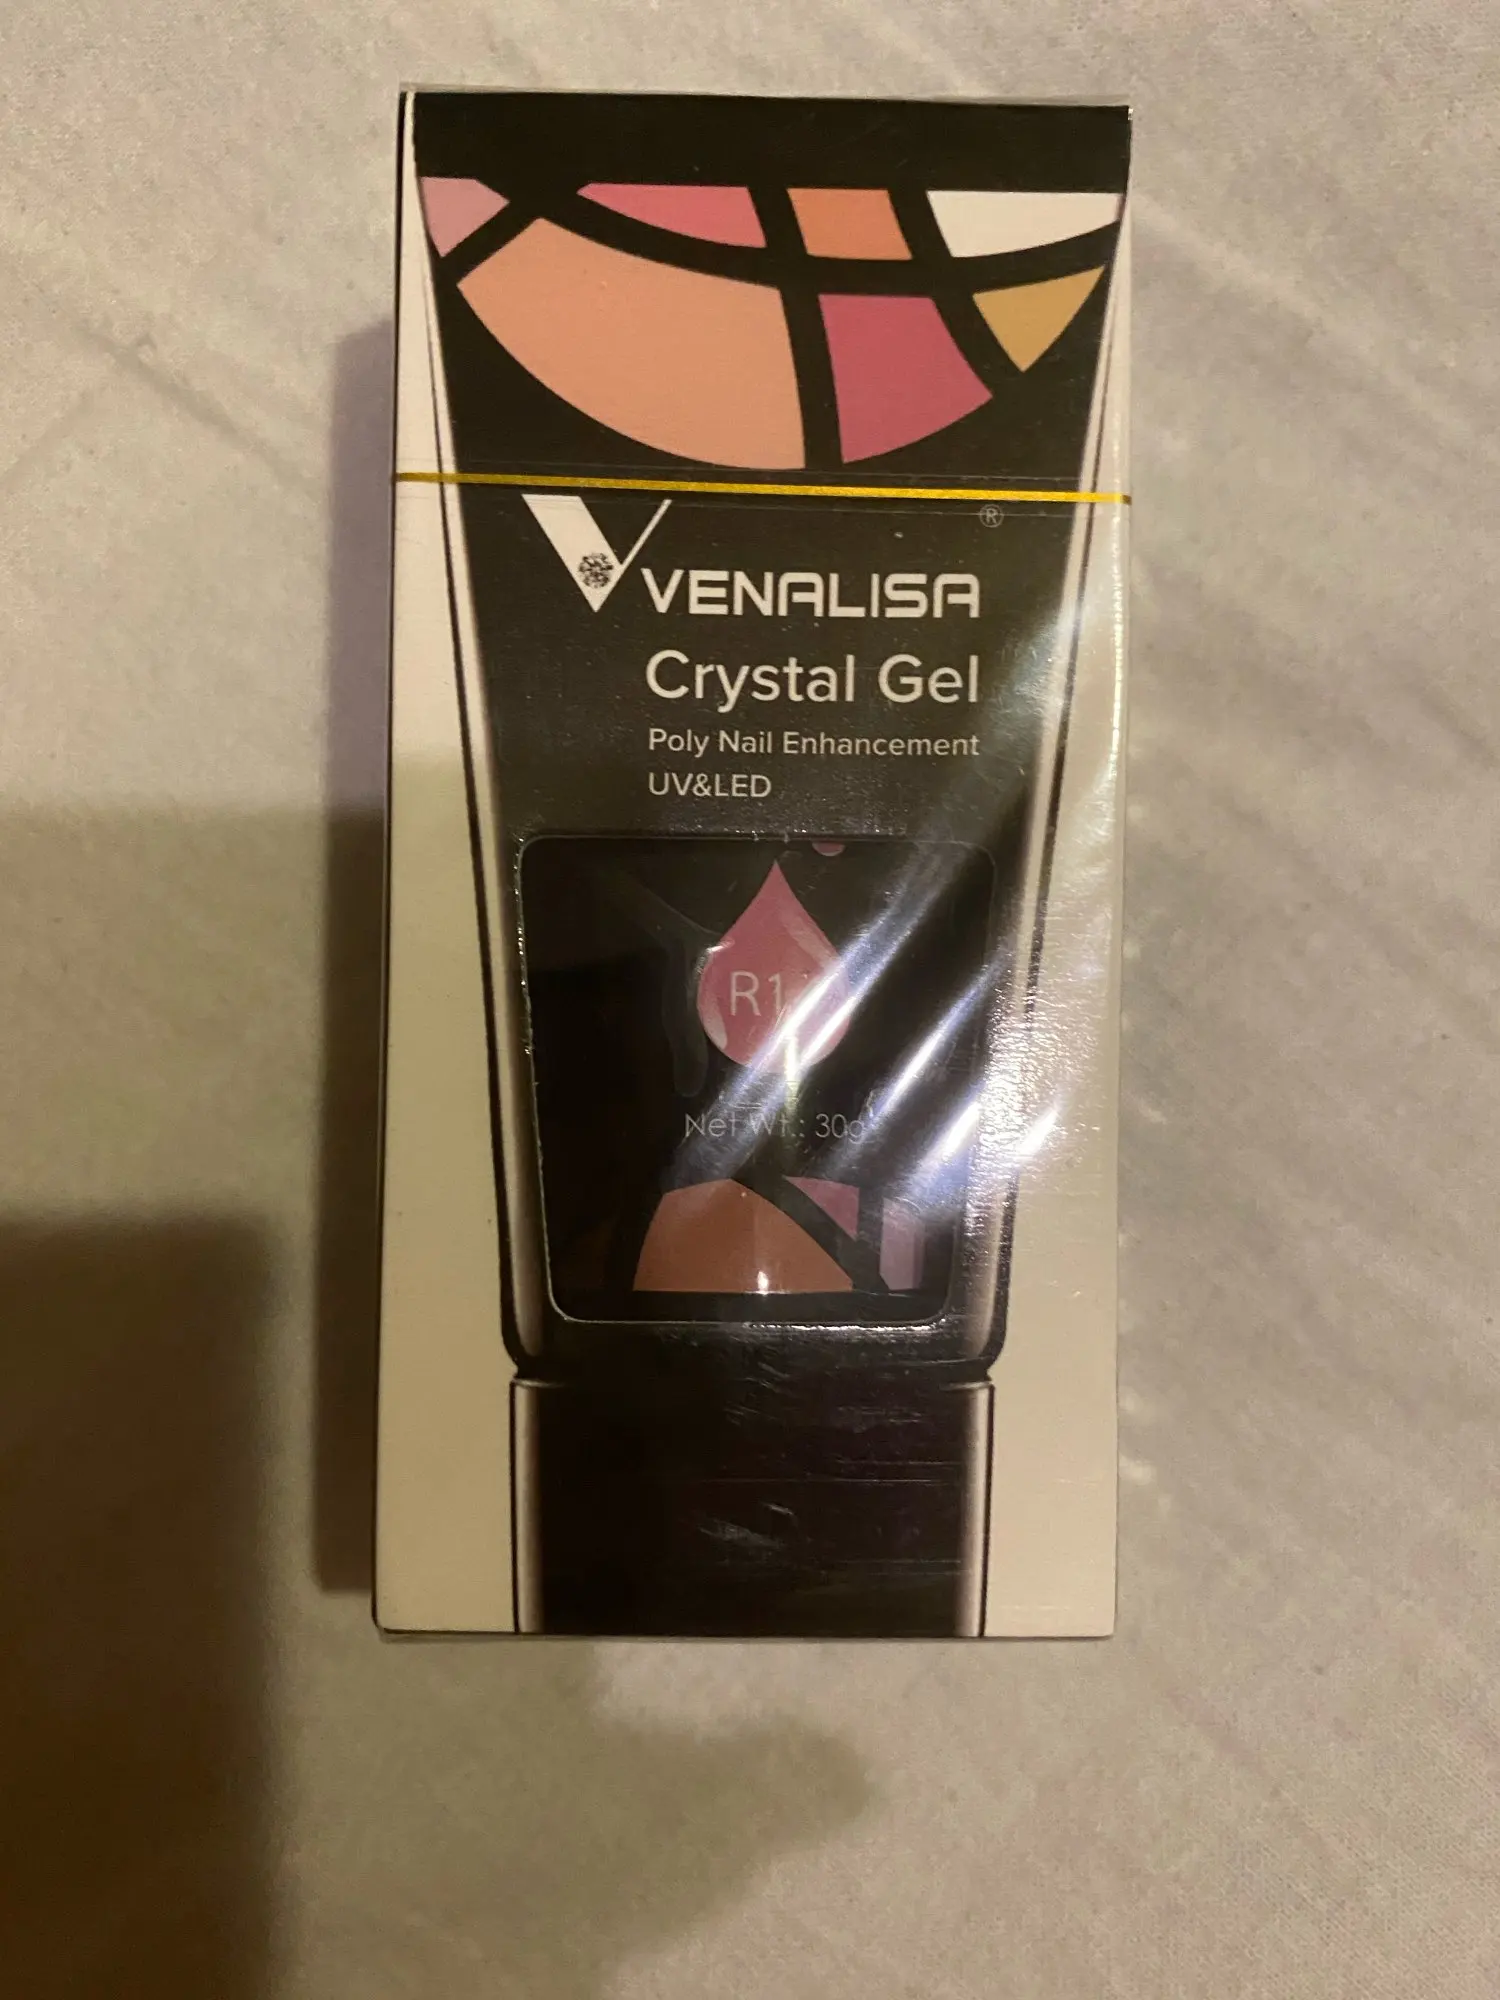 ®
VENALISA
Crystal Gel
Poly Nail Enhancement
UV&LED
Net Wt.: 30g